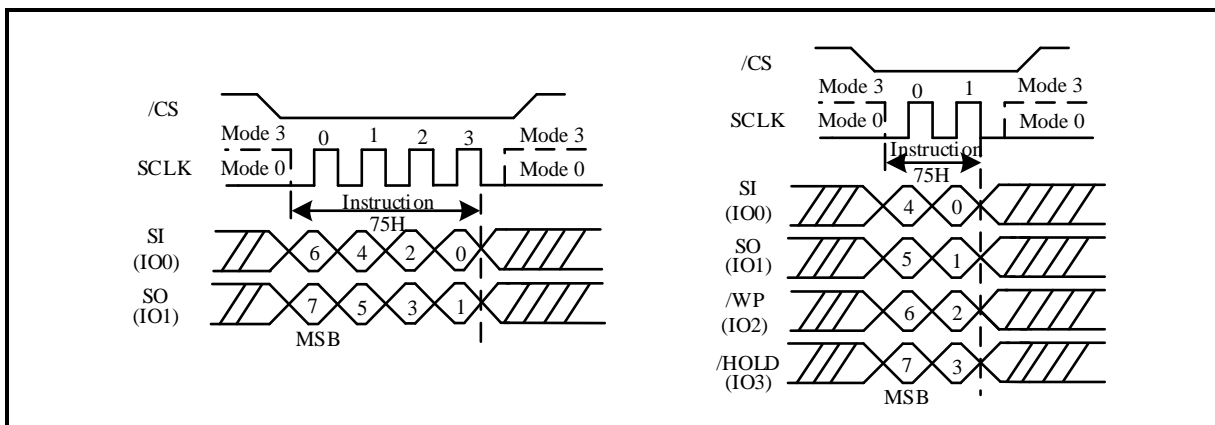 /CS
Mode 3 0 1 2 3 Mode 3
SCLK Mode 0 Mode 0
Instruction
75H
SI
(IO0) 6 4 2 0
SO
(IO1) 7 5 3 1
MSB
/CS
Mode 3 0 1 Mode 3
SCLK Mode 0 Mode 0
Instruction
75H
SI
(IO0) 4 0
SO
(IO1) 5 1
/WP
(IO2) 6 2
/HOLD
(IO3) 7 3
MSB